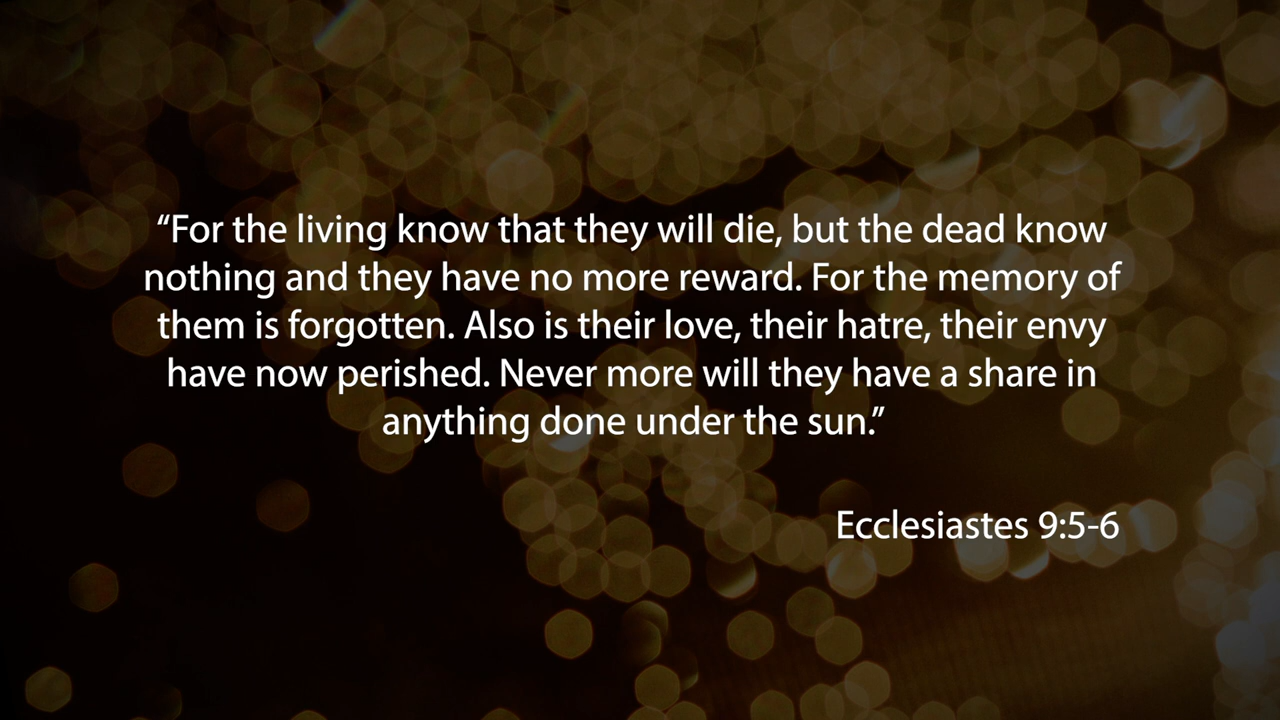 “For the living know that they will die, but the dead know
nothing and they have no more reward. For the memory of
them is forgotten. Also is their love, their hatre, their envy
have now perished. Never more will they have a share in
anything done under the sun.”
Ecclesiastes 9:5-6